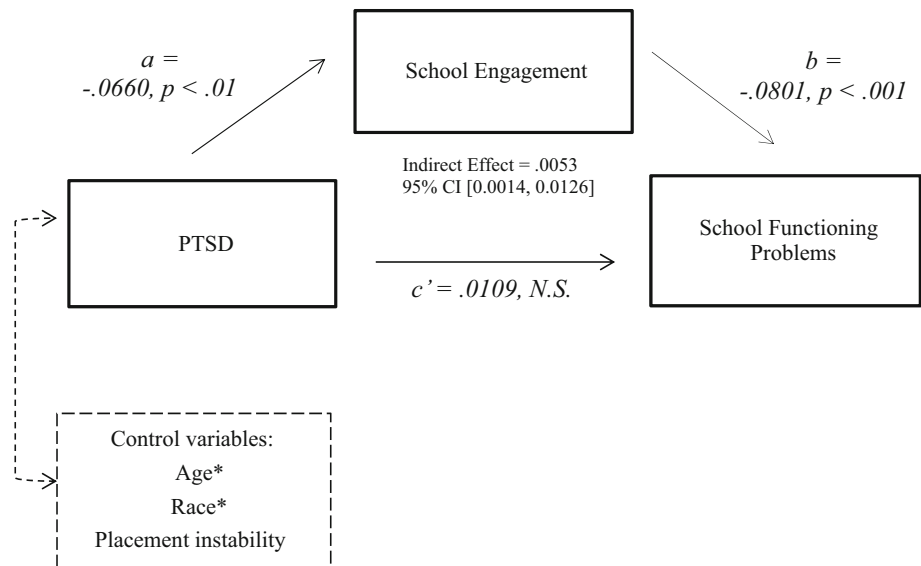 a =
-.0660, p < .01
School Engagement
b =
-.0801, p < .001
Indirect Effect = .0053
95% CI [0.0014, 0.0126]
PTSD
School Functioning
Problems
c’ = .0109, N.S.
Control variables:
Age*
Race*
Placement instability